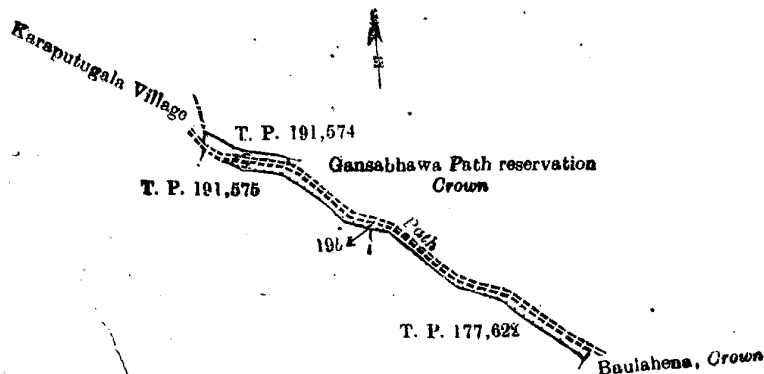 Karaputugala Village
T. P. 191,574
Gansabhawa Path reservation
Crown
T. P. 191,575
Path
T. P. 177,622
Baulahena, Crown